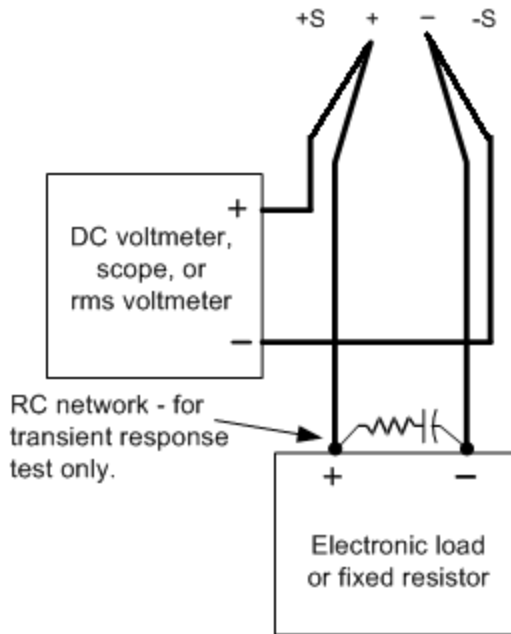 +S + – -S
+
DC voltmeter,
scope, or
rms voltmeter
–
RC network - for
transient response
test only.
+ –
Electronic load
or fixed resistor